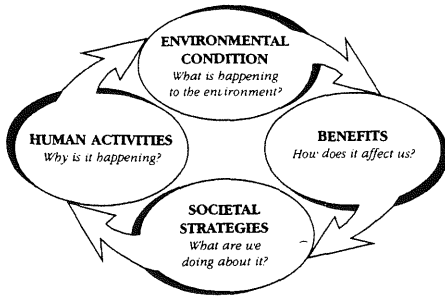 ENVIRONMENTAL
CONDITION
What is happening
to the environment?
HUMAN ACTIVITIES
Why is it happening?
BENEFITS
How does it affect us?
SOCIETAL
STRATEGIES
What are we
doing about it?